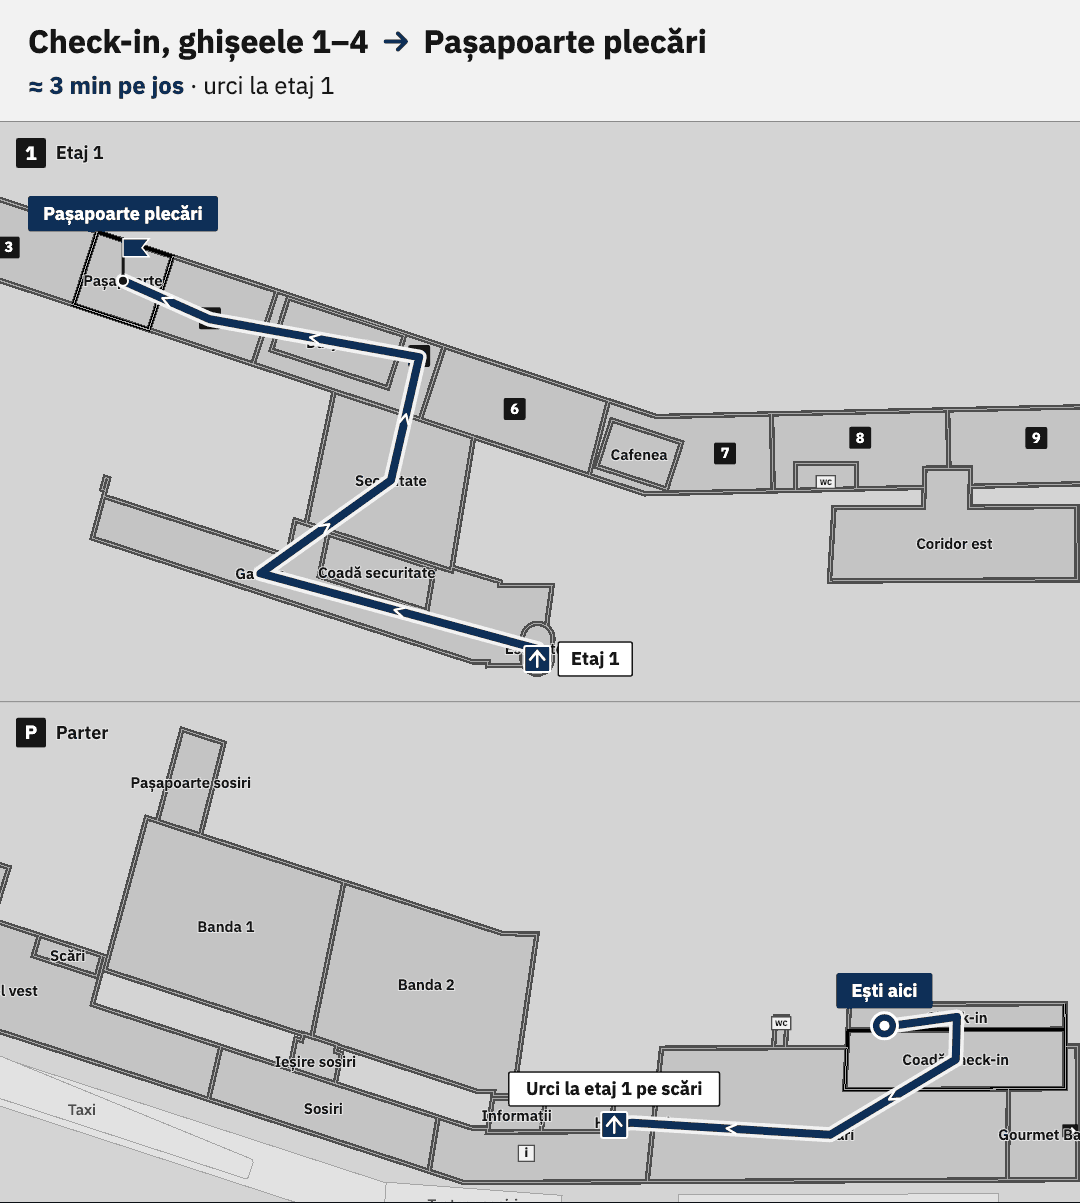 Check-in, ghișeele 1–4 → Pașapoarte plecări
≈ 3 min pe jos · urci la etaj 1
1 Etaj 1
Pașapoarte plecări
3
6
Cafenea
7
8
9
WC
Coridor est
Coadă securitate
Etaj 1
P Parter
Pașapoarte sosiri
Banda 1
Scări
Banda 2
Ești aici
WC
Ieșire sosiri
Urci la etaj 1 pe scări
Taxi
Sosiri
Informații
i
Gourmet